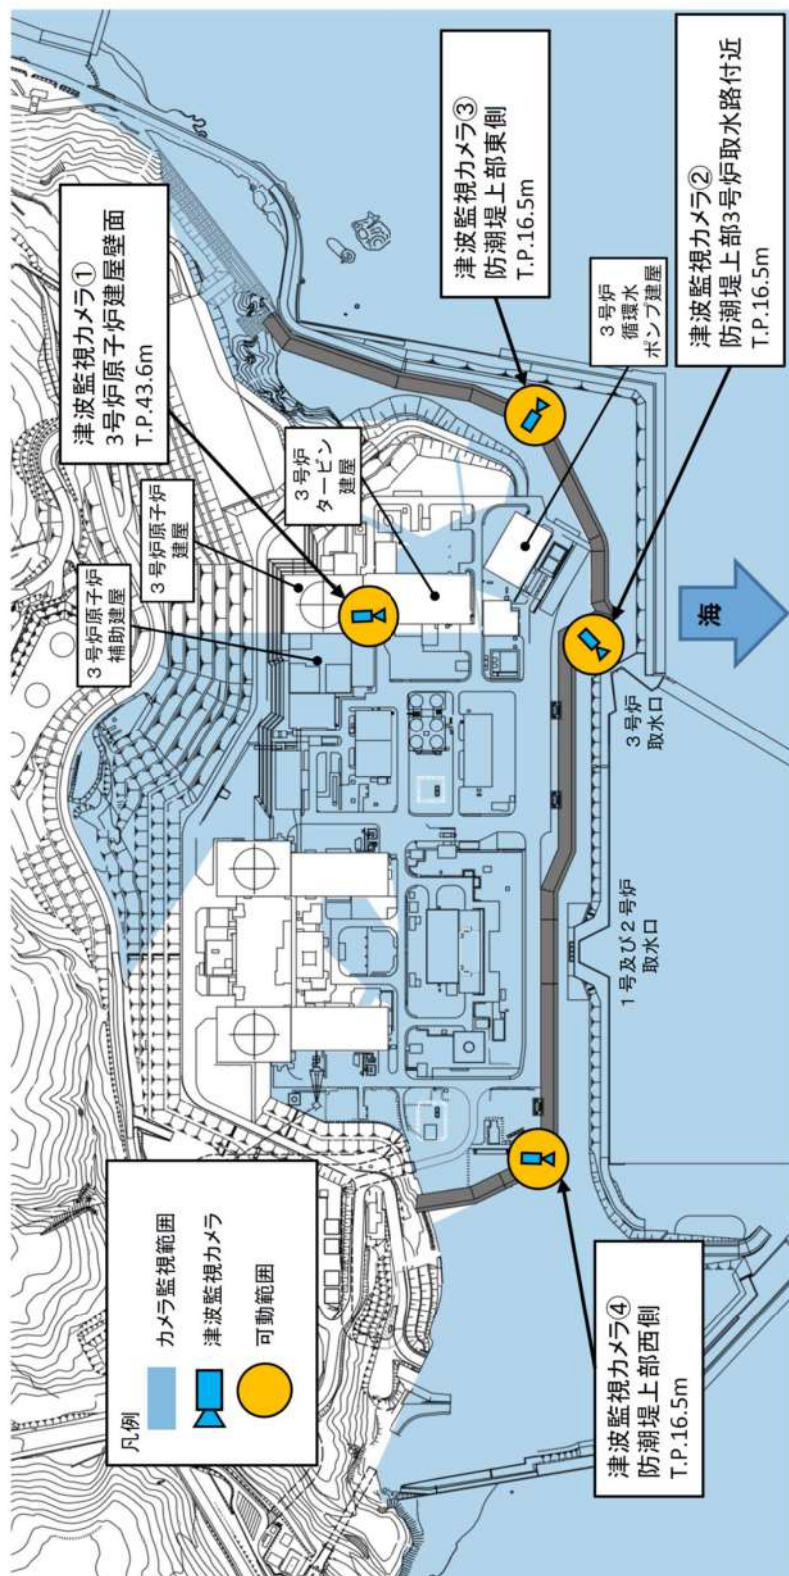 凡例
カメラ監視範囲
津波監視カメラ
可動範囲
津波監視カメラ①
3号炉原子炉建屋壁面
T.P.43.6m
3号炉原子炉
補助建屋
3号炉原子炉
建屋
3号炉
タービン
建屋
津波監視カメラ③
防潮堤上部東側
T.P.16.5m
3号炉
循環水
ポンプ建屋
津波監視カメラ②
防潮堤上部3号炉取水路付近
T.P.16.5m
津波監視カメラ④
防潮堤上部西側
T.P.16.5m
1号及び2号炉
取水口
3号炉
取水口
海